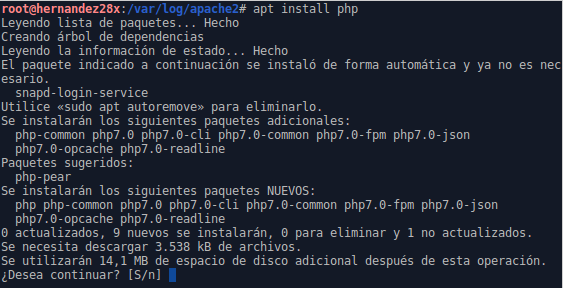 root@hernandez28x:/var/log/apache2# apt install php
Leyendo lista de paquetes... Hecho
Creando árbol de dependencias
Leyendo la información de estado... Hecho
El paquete indicado a continuación se instaló de forma automática y ya no es nec
esario.
  snapd-login-service
Utilice «sudo apt autoremove» para eliminarlo.
Se instalarán los siguientes paquetes adicionales:
  php-common php7.0 php7.0-cli php7.0-common php7.0-fpm php7.0-json
  php7.0-opcache php7.0-readline
Paquetes sugeridos:
  php-pear
Se instalarán los siguientes paquetes NUEVOS:
  php php-common php7.0 php7.0-cli php7.0-common php7.0-fpm php7.0-json
  php7.0-opcache php7.0-readline
0 actualizados, 9 nuevos se instalarán, 0 para eliminar y 1 no actualizados.
Se necesita descargar 3.538 kB de archivos.
Se utilizarán 14,1 MB de espacio de disco adicional después de esta operación.
¿Desea continuar? [S/n]